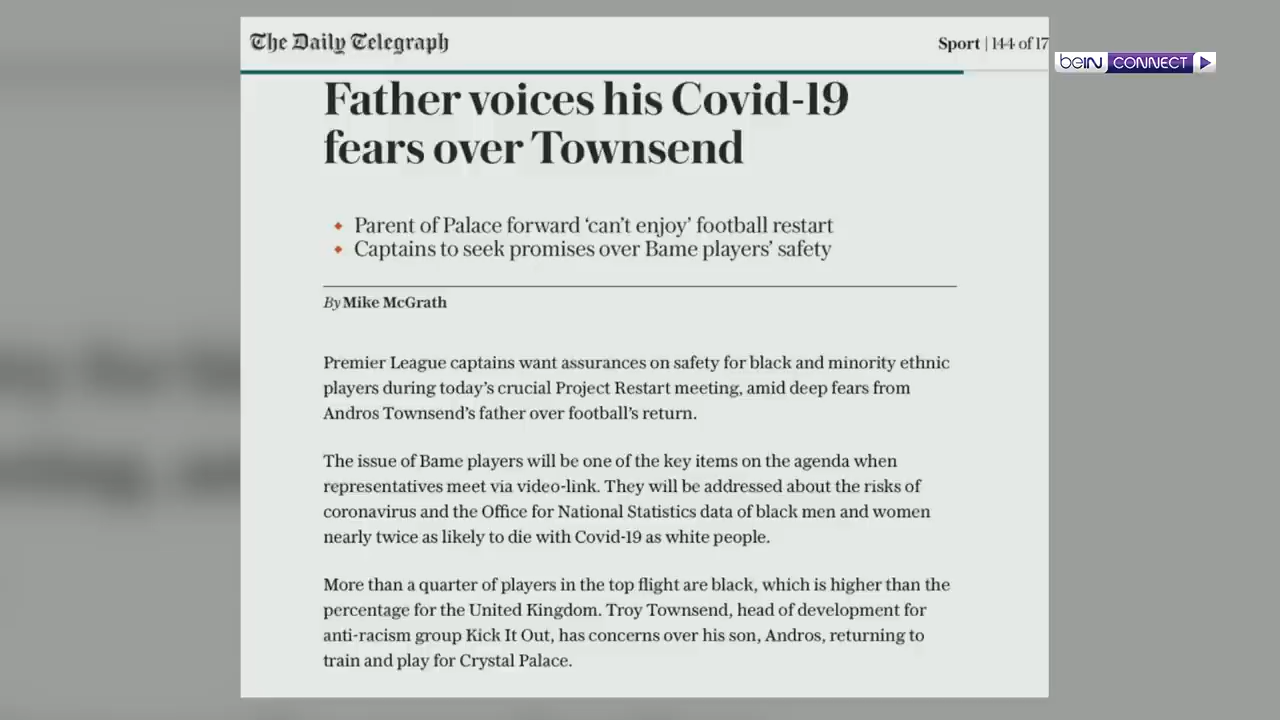 The Daily Telegraph
Sport | 144 of 17
beIN CONNECT
Father voices his Covid-19
fears over Townsend
Parent of Palace forward ‘can’t enjoy’ football restart
Captains to seek promises over Bame players’ safety
By Mike McGrath
Premier League captains want assurances on safety for black and minority ethnic
players during today’s crucial Project Restart meeting, amid deep fears from
Andros Townsend’s father over football’s return.
The issue of Bame players will be one of the key items on the agenda when
representatives meet via video-link. They will be addressed about the risks of
coronavirus and the Office for National Statistics data of black men and women
nearly twice as likely to die with Covid-19 as white people.
More than a quarter of players in the top flight are black, which is higher than the
percentage for the United Kingdom. Troy Townsend, head of development for
anti-racism group Kick It Out, has concerns over his son, Andros, returning to
train and play for Crystal Palace.